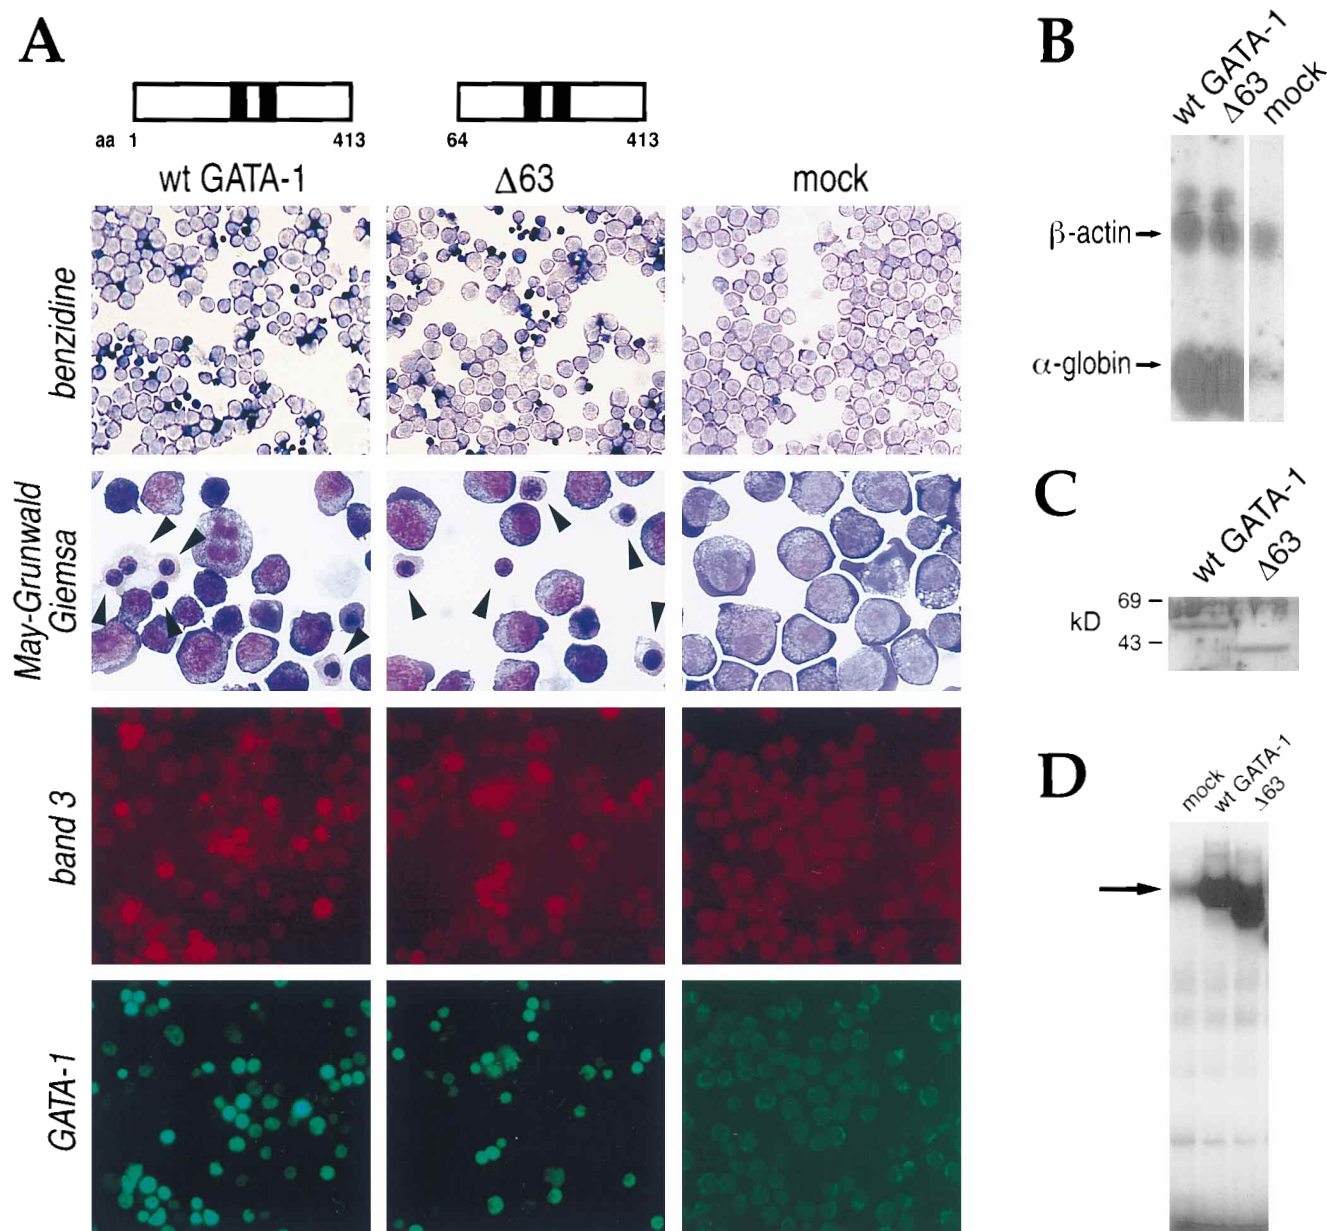 A
aa 1 413
64 413
wt GATA-1
Δ63
mock
benzidine
May-Grunwald
Giemsa
band 3
GATA-1
B
wt GATA-1
Δ63
mock
β-actin
α-globin
C
wt GATA-1
Δ63
69
kD
43
D
mock
wt GATA-1
Δ63